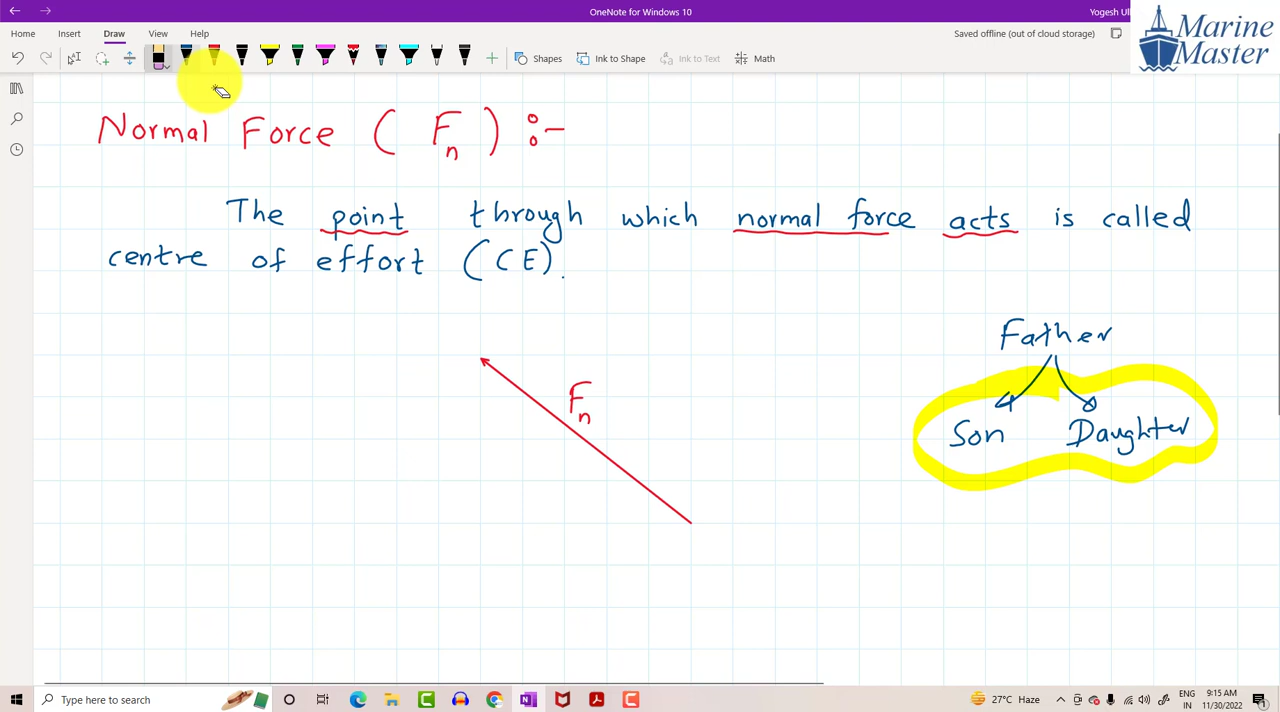 OneNote for Windows 10
Yogesh Ull
Marine
Master
Home Insert Draw View Help
Saved offline (out of cloud storage)
Shapes Ink to Shape Ink to Text Math
Normal Force ( Fn ) :-
The point through which normal force acts is called
centre of effort (CE).
Father
Son Daughter
Fn
Type here to search
27°C Haze
ENG
IN
9:15 AM
11/30/2022